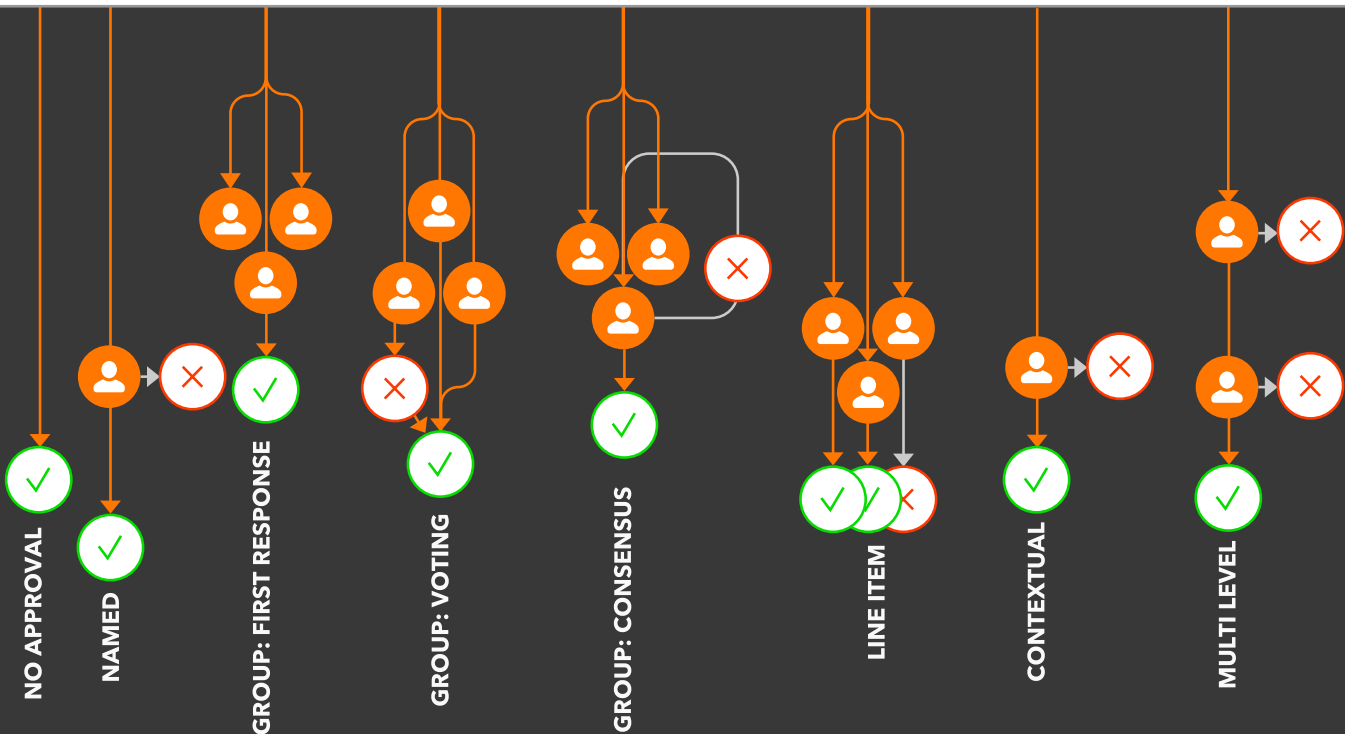 NO APPROVAL
NAMED
GROUP: FIRST RESPONSE
GROUP: VOTING
GROUP: CONSENSUS
LINE ITEM
CONTEXTUAL
MULTI LEVEL